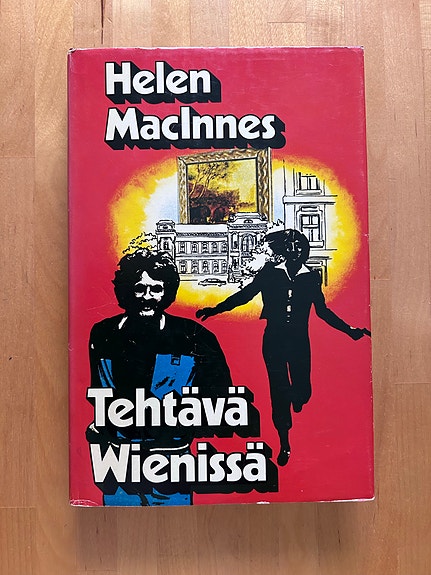 Helen
MacInnes
Tehtävä
Wienissä